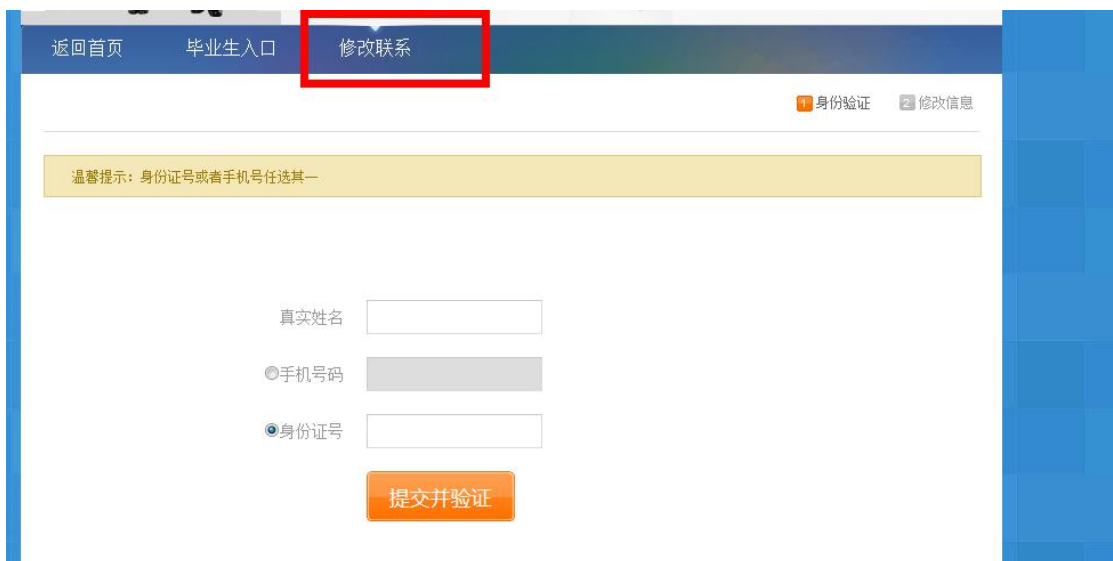 返回首页 毕业生入口 修改联系
1 身份验证 2 修改信息
温馨提示：身份证号或者手机号任选其一
真实姓名
手机号码
身份证号
提交并验证